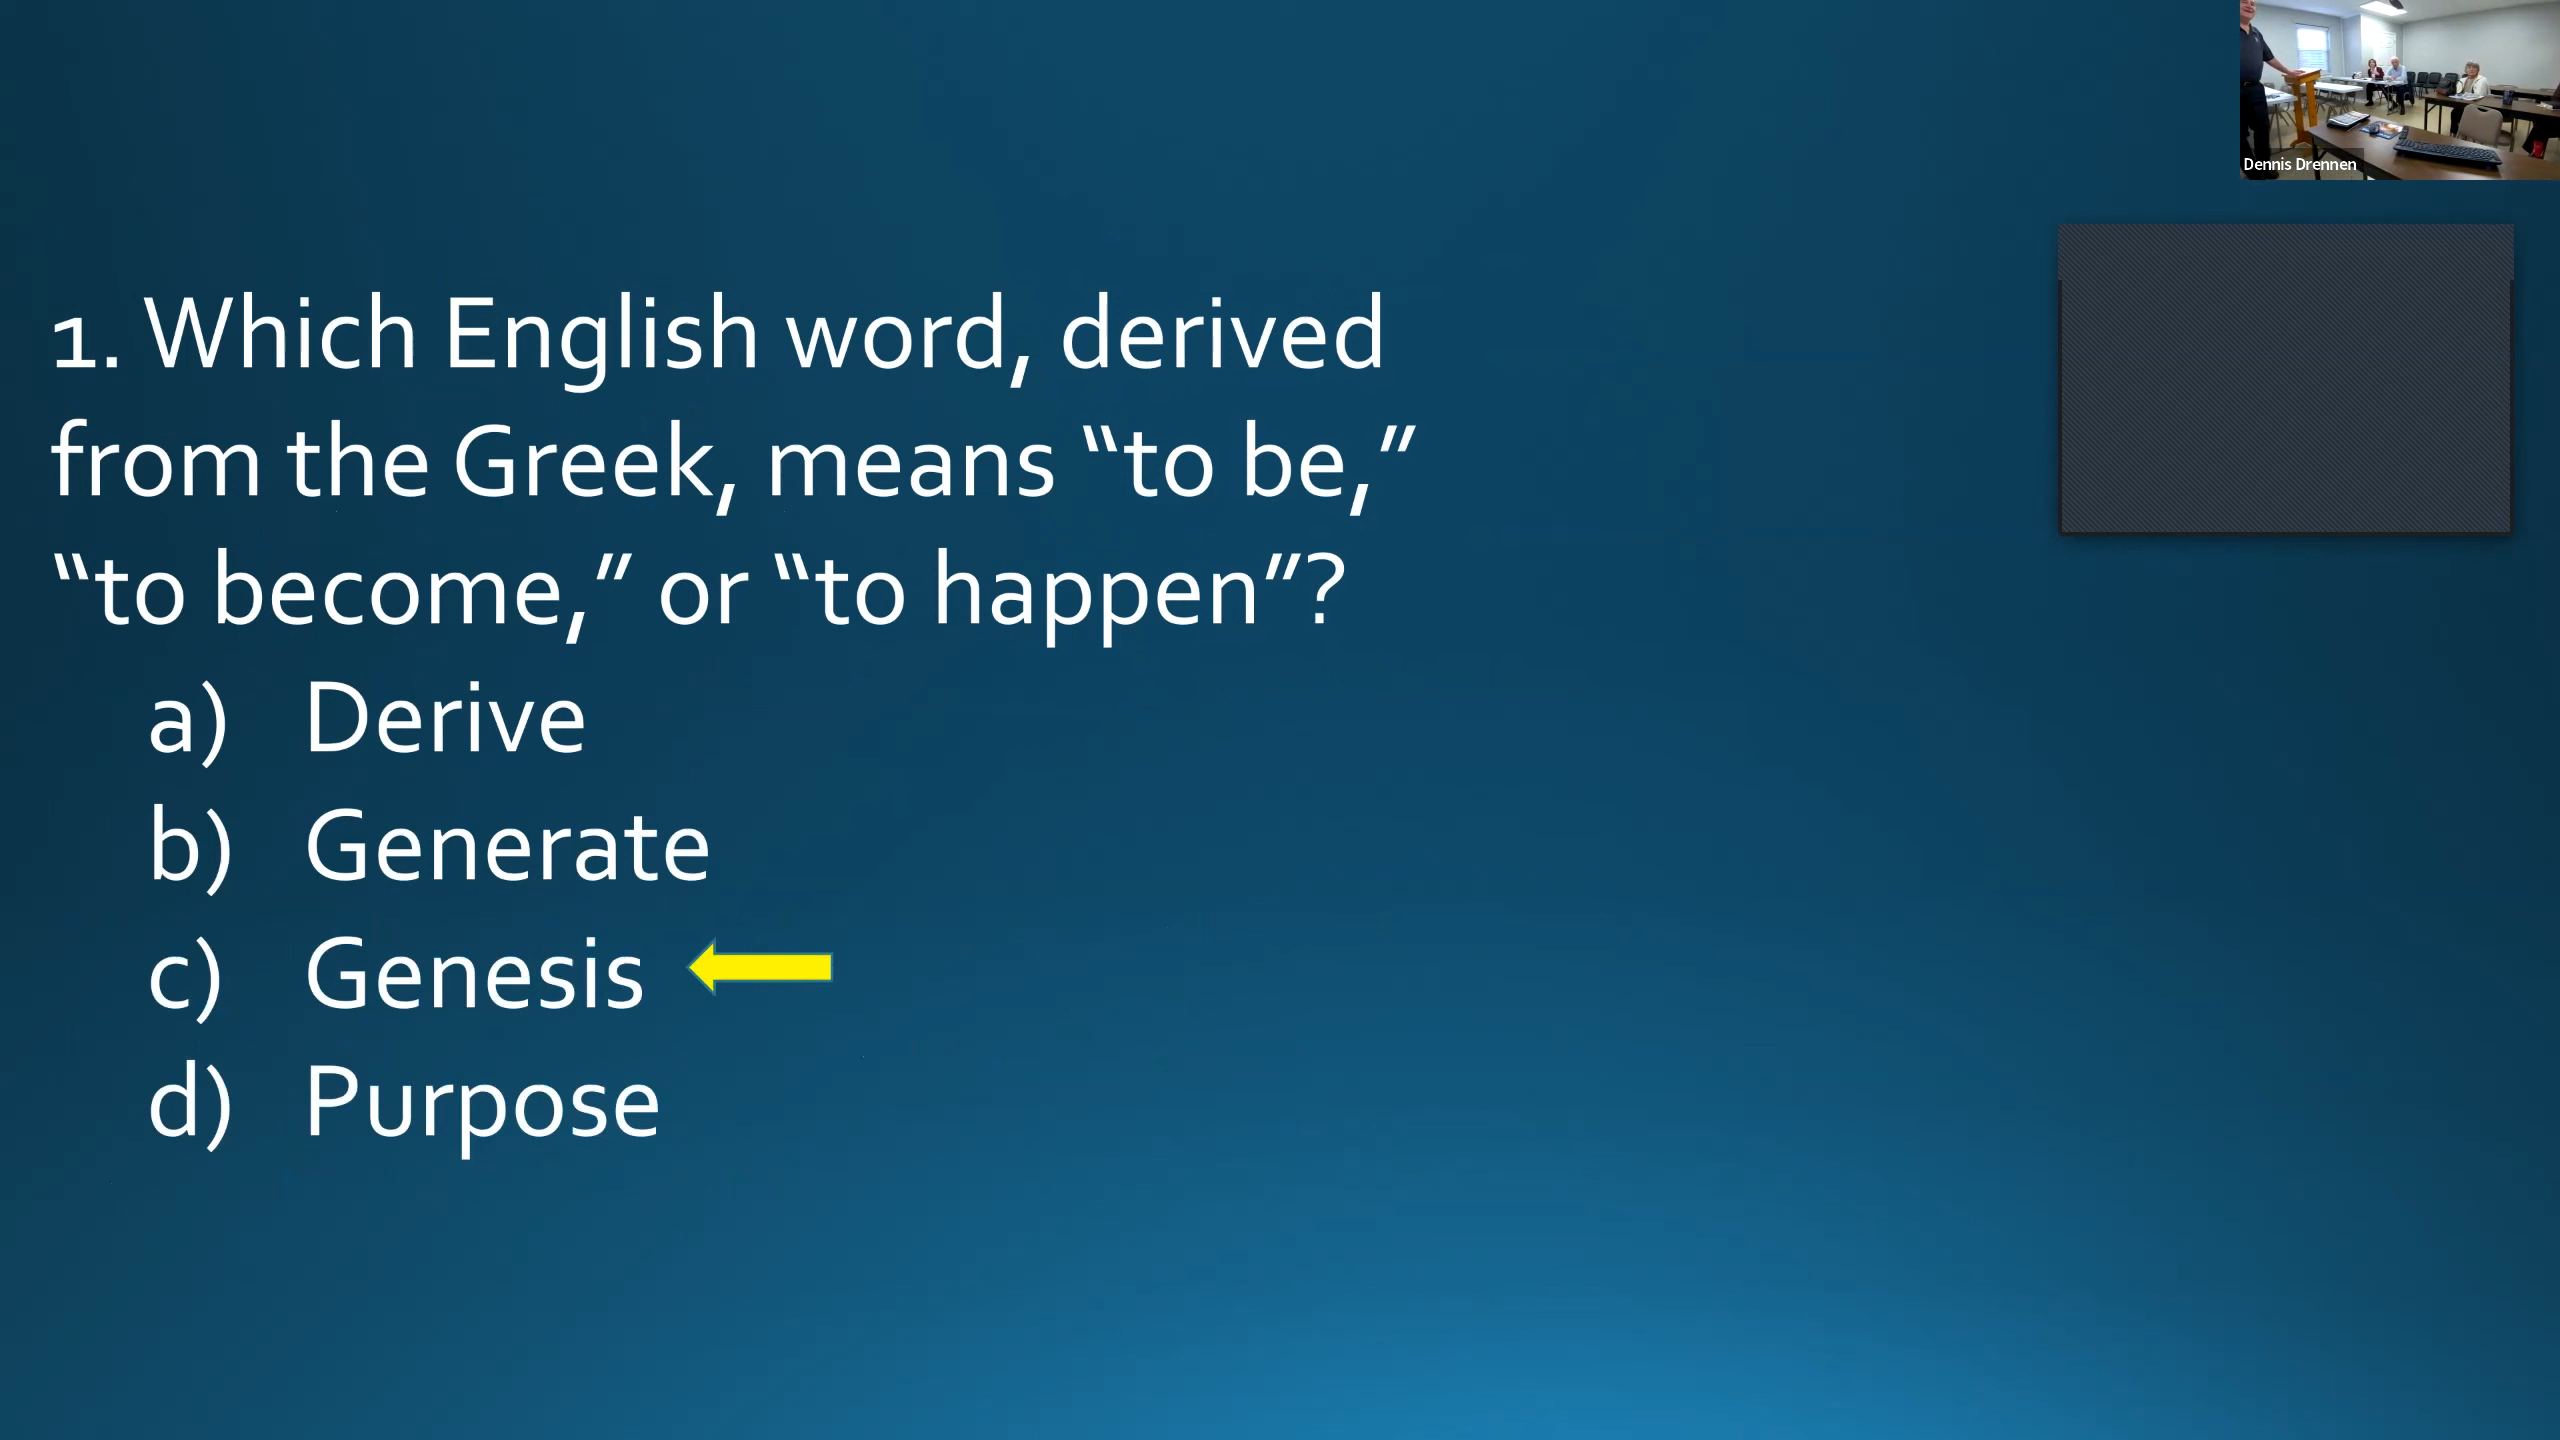 Dennis Drennen
1. Which English word, derived
from the Greek, means “to be,”
“to become,” or “to happen”?
a) Derive
b) Generate
c) Genesis
d) Purpose